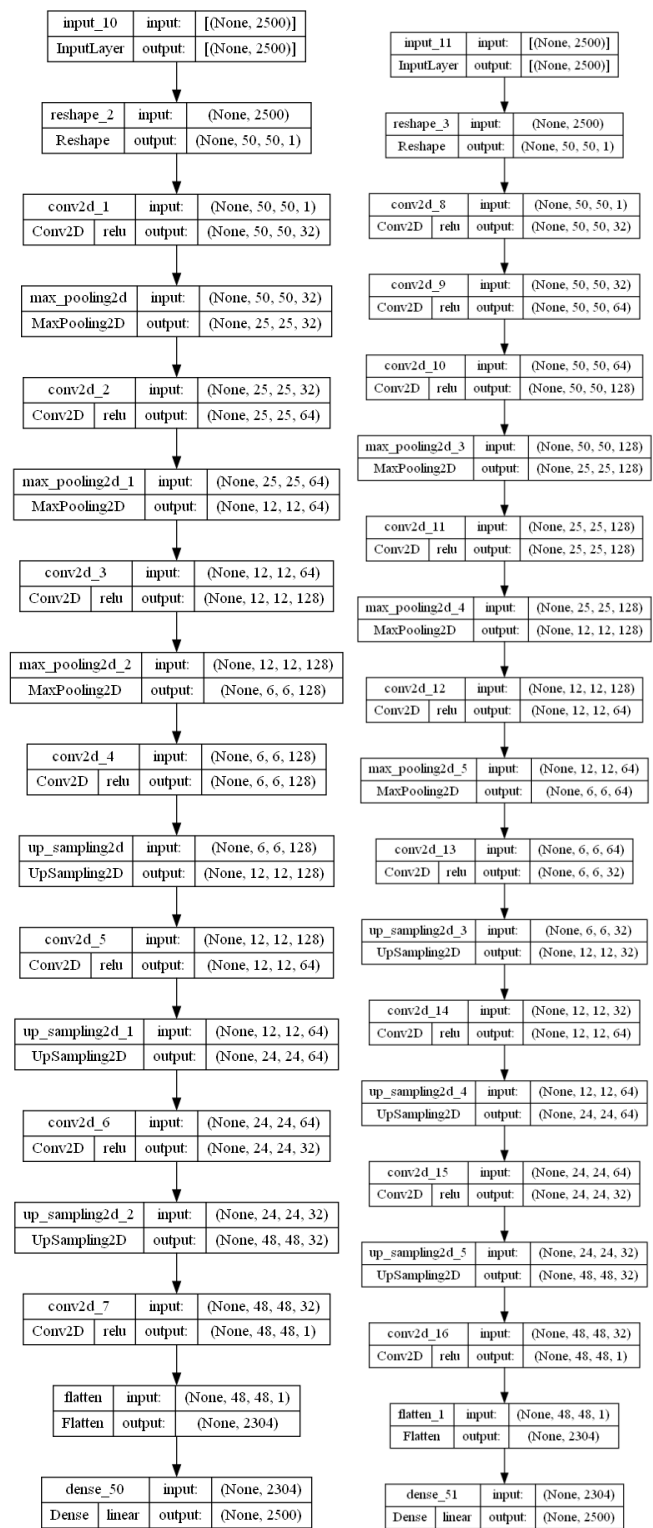 input_10 input: [(None, 2500)]
InputLayer output: [(None, 2500)]
reshape_2 input: (None, 2500)
Reshape output: (None, 50, 50, 1)
conv2d_1 input: (None, 50, 50, 1)
Conv2D relu output: (None, 50, 50, 32)
max_pooling2d input: (None, 50, 50, 32)
MaxPooling2D output: (None, 25, 25, 32)
conv2d_2 input: (None, 25, 25, 32)
Conv2D relu output: (None, 25, 25, 64)
max_pooling2d_1 input: (None, 25, 25, 64)
MaxPooling2D output: (None, 12, 12, 64)
conv2d_3 input: (None, 12, 12, 64)
Conv2D relu output: (None, 12, 12, 128)
max_pooling2d_2 input: (None, 12, 12, 128)
MaxPooling2D output: (None, 6, 6, 128)
conv2d_4 input: (None, 6, 6, 128)
Conv2D relu output: (None, 6, 6, 128)
up_sampling2d input: (None, 6, 6, 128)
UpSampling2D output: (None, 12, 12, 128)
conv2d_5 input: (None, 12, 12, 128)
Conv2D relu output: (None, 12, 12, 64)
up_sampling2d_1 input: (None, 12, 12, 64)
UpSampling2D output: (None, 24, 24, 64)
conv2d_6 input: (None, 24, 24, 64)
Conv2D relu output: (None, 24, 24, 32)
up_sampling2d_2 input: (None, 24, 24, 32)
UpSampling2D output: (None, 48, 48, 32)
conv2d_7 input: (None, 48, 48, 32)
Conv2D relu output: (None, 48, 48, 1)
flatten input: (None, 48, 48, 1)
Flatten output: (None, 2304)
dense_50 input: (None, 2304)
Dense linear output: (None, 2500)
input_11 input: [(None, 2500)]
InputLayer output: [(None, 2500)]
reshape_3 input: (None, 2500)
Reshape output: (None, 50, 50, 1)
conv2d_8 input: (None, 50, 50, 1)
Conv2D relu output: (None, 50, 50, 32)
conv2d_9 input: (None, 50, 50, 32)
Conv2D relu output: (None, 50, 50, 64)
conv2d_10 input: (None, 50, 50, 64)
Conv2D relu output: (None, 50, 50, 128)
max_pooling2d_3 input: (None, 50, 50, 128)
MaxPooling2D output: (None, 25, 25, 128)
conv2d_11 input: (None, 25, 25, 128)
Conv2D relu output: (None, 25, 25, 128)
max_pooling2d_4 input: (None, 25, 25, 128)
MaxPooling2D output: (None, 12, 12, 128)
conv2d_12 input: (None, 12, 12, 128)
Conv2D relu output: (None, 12, 12, 64)
max_pooling2d_5 input: (None, 12, 12, 64)
MaxPooling2D output: (None, 6, 6, 64)
conv2d_13 input: (None, 6, 6, 64)
Conv2D relu output: (None, 6, 6, 32)
up_sampling2d_3 input: (None, 6, 6, 32)
UpSampling2D output: (None, 12, 12, 32)
conv2d_14 input: (None, 12, 12, 32)
Conv2D relu output: (None, 12, 12, 64)
up_sampling2d_4 input: (None, 12, 12, 64)
UpSampling2D output: (None, 24, 24, 64)
conv2d_15 input: (None, 24, 24, 64)
Conv2D relu output: (None, 24, 24, 32)
up_sampling2d_5 input: (None, 24, 24, 32)
UpSampling2D output: (None, 48, 48, 32)
conv2d_16 input: (None, 48, 48, 32)
Conv2D relu output: (None, 48, 48, 1)
flatten_1 input: (None, 48, 48, 1)
Flatten output: (None, 2304)
dense_51 input: (None, 2304)
Dense linear output: (None, 2500)